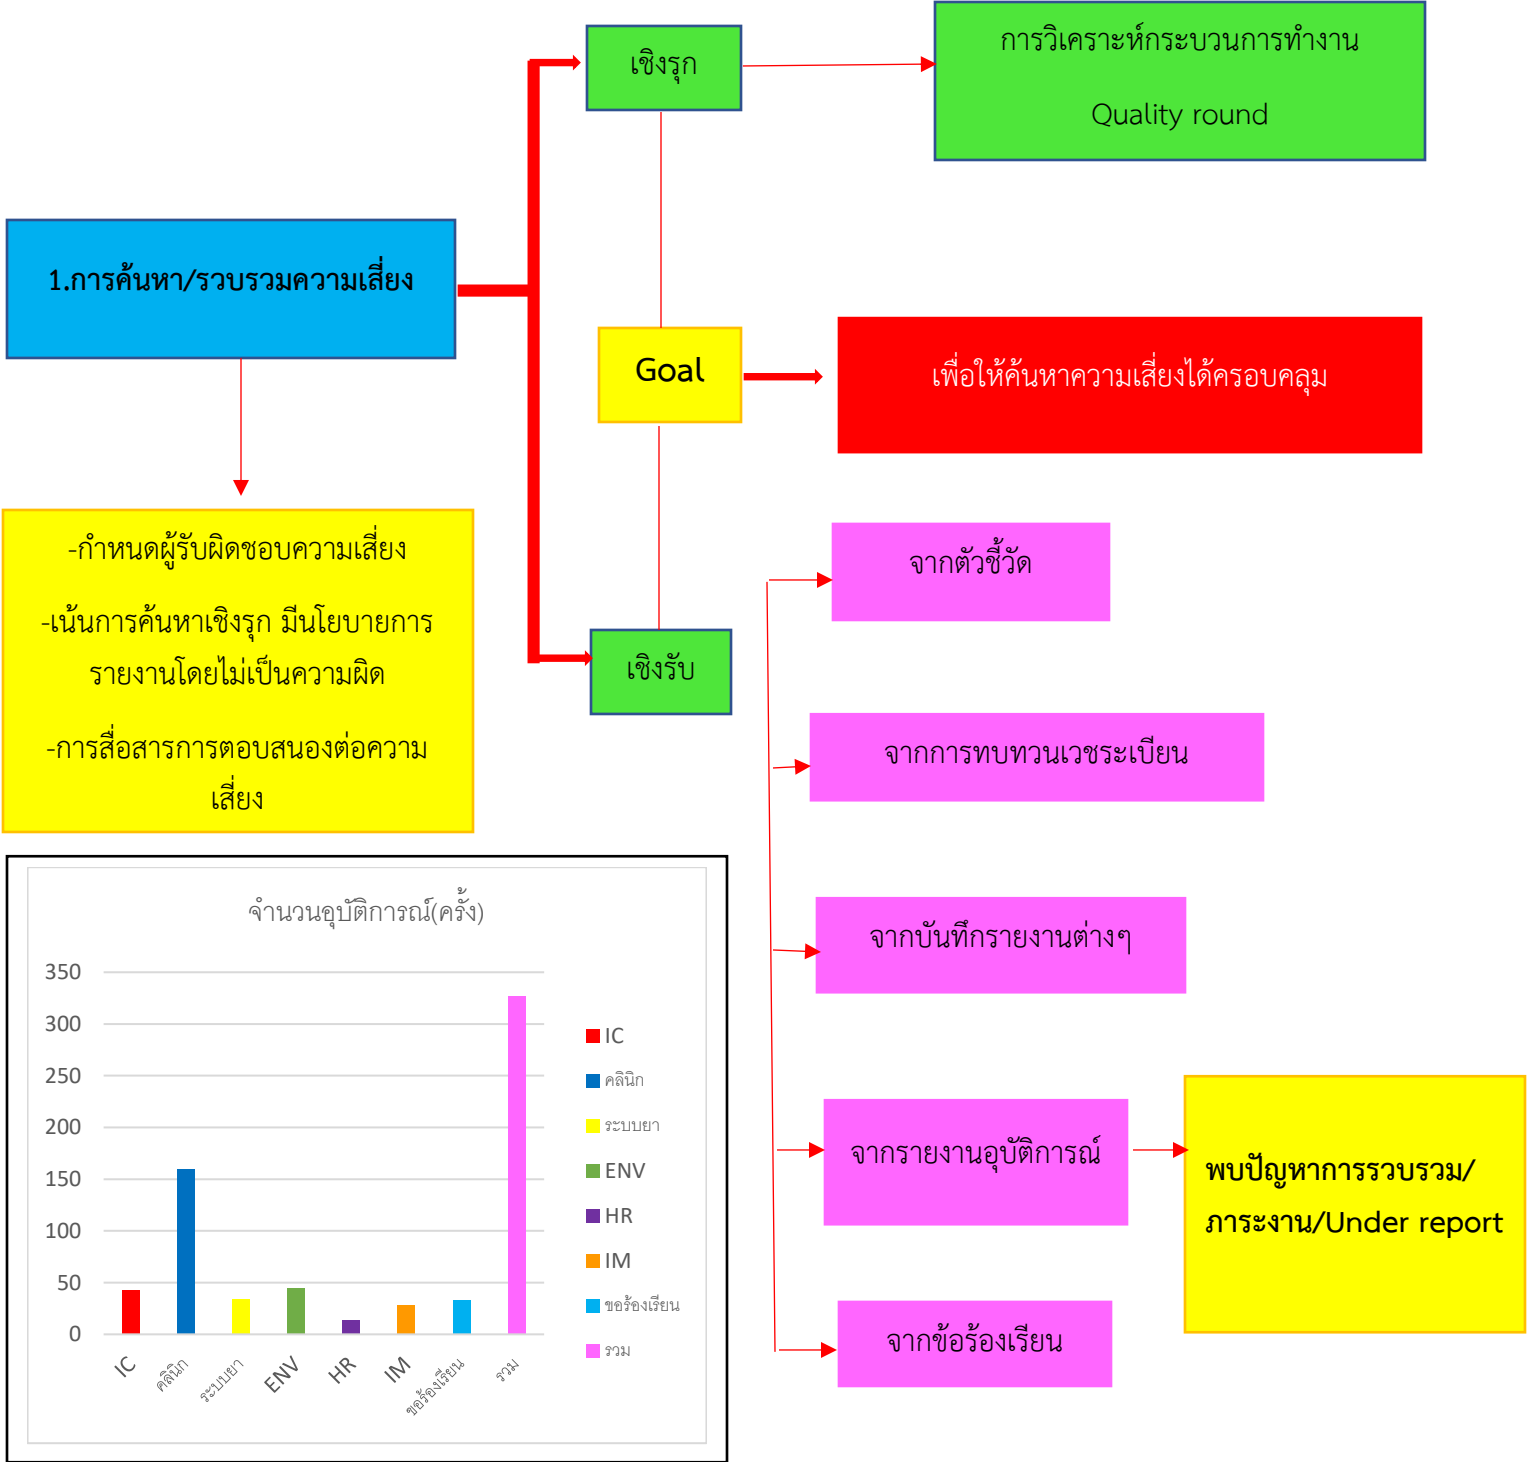 เชิงรุก
การวิเคราะห์กระบวนการทำงาน
Quality round
1.การค้นหา/รวบรวมความเสี่ยง
Goal
เพื่อให้ค้นหาความเสี่ยงได้ครอบคลุม
-กำหนดผู้รับผิดชอบความเสี่ยง
-เน้นการค้นหาเชิงรุก มีนโยบายการ
รายงานโดยไม่เป็นความผิด
-การสื่อสารการตอบสนองต่อความ
เสี่ยง
เชิงรับ
จากตัวชี้วัด
จากการทบทวนเวชระเบียน
จากบันทึกรายงานต่างๆ
จากรายงานอุบัติการณ์
พบปัญหาการรวบรวม/
ภาระงาน/Under report
จากข้อร้องเรียน
จำนวนอุบัติการณ์(ครั้ง)
350
300
250
200
150
100
50
0
IC
คลินิก
ระบบยา
ENV
HR
IM
ขอร้องเรียน
รวม
IC
คลินิก
ระบบยา
ENV
HR
IM
ขอร้องเรียน
รวม